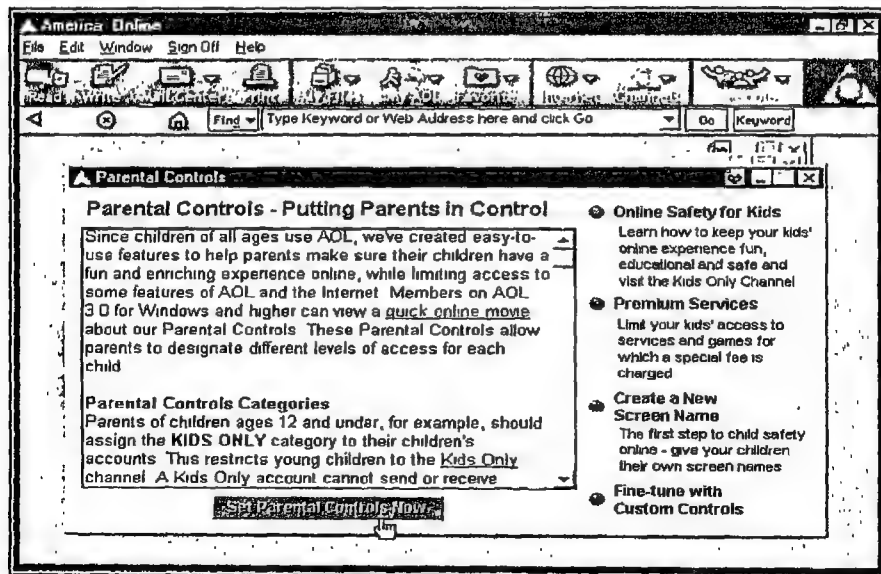 America Online
File Edit Window Sign Off Help
Find Type Keyword or Web Address here and click Go Go Keyword
Parental Controls
Parental Controls - Putting Parents in Control
Since children of all ages use AOL, we've created easy-to-
use features to help parents make sure their children have a
fun and enriching experience online, while limiting access to
some features of AOL and the Internet Members on AOL
3 0 for Windows and higher can view a quick online movie
about our Parental Controls These Parental Controls allow
parents to designate different levels of access for each
child
Parental Controls Categories
Parents of children ages 12 and under, for example, should
assign the KIDS ONLY category to their children's
accounts This restricts young children to the Kids Only
channel A Kids Only account cannot send or receive
Set Parental Controls Now
Online Safety for Kids
Learn how to keep your kids'
online experience fun,
educational and safe and
visit the Kids Only Channel
Premium Services
Limit your kids' access to
services and games for
which a special fee is
charged
Create a New
Screen Name
The first step to child safety
online - give your children
their own screen names
Fine-tune with
Custom Controls